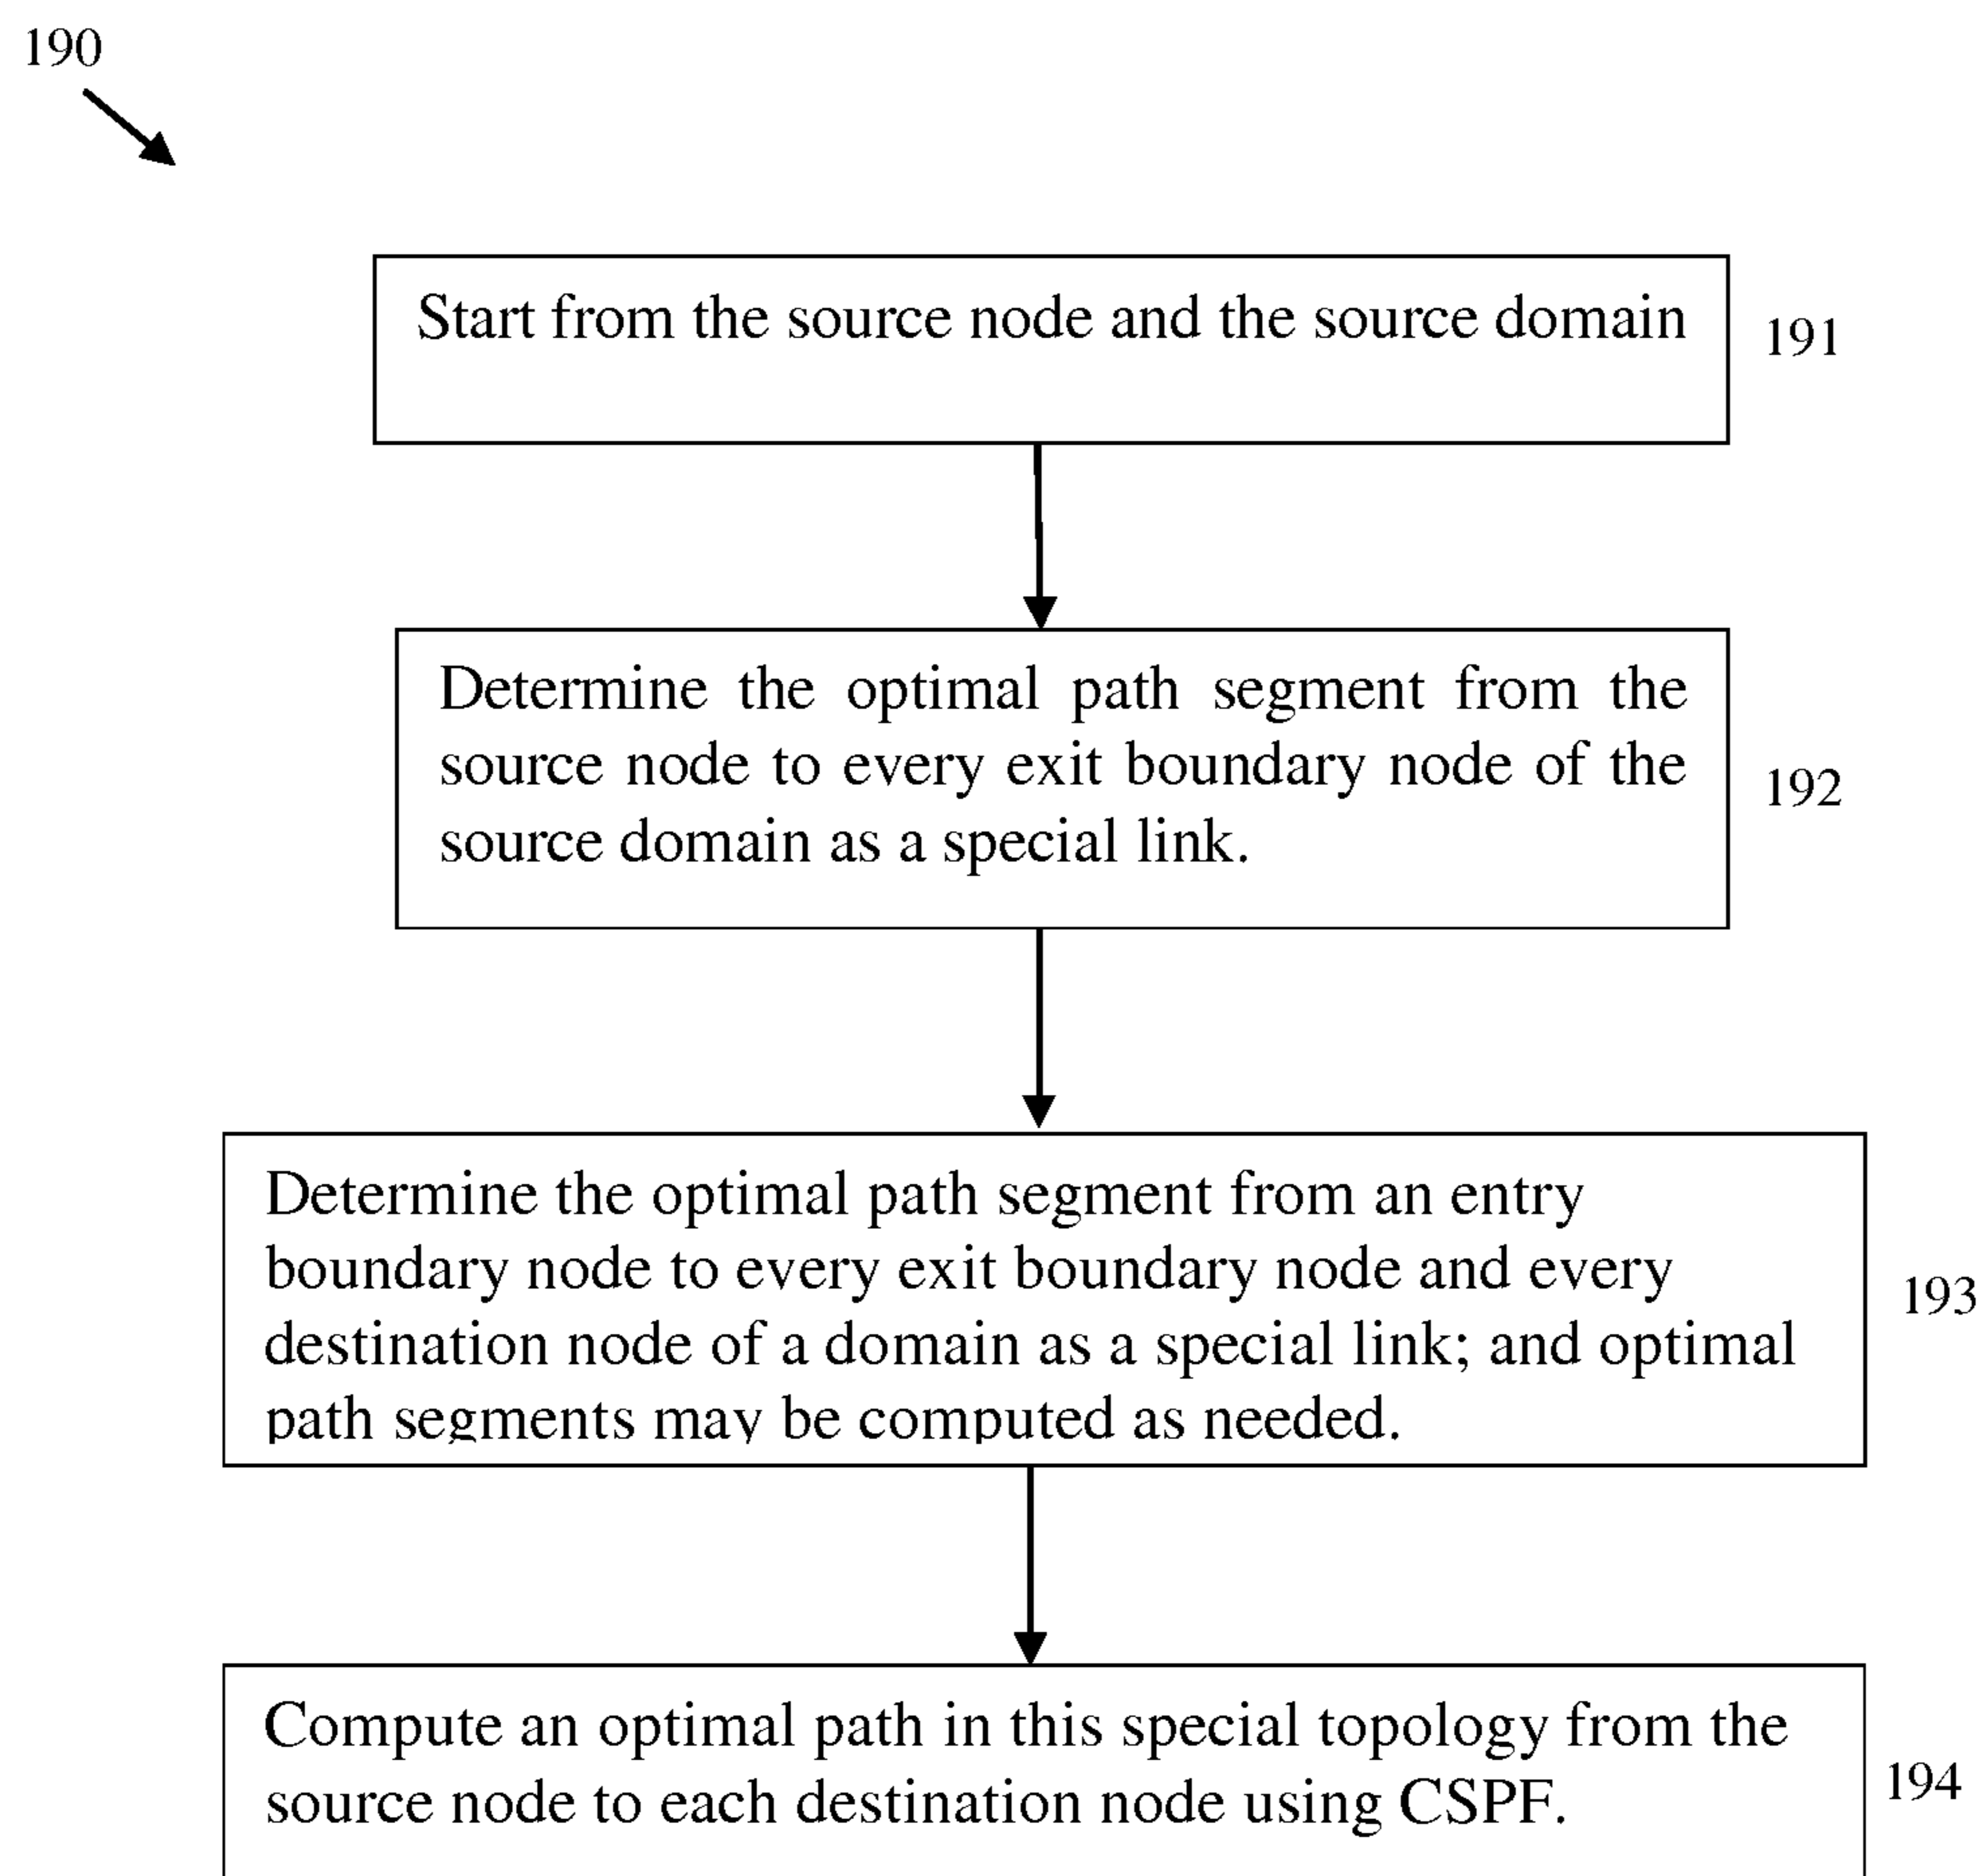 190
Start from the source node and the source domain
191
Determine the optimal path segment from the
source node to every exit boundary node of the
source domain as a special link.
192
Determine the optimal path segment from an entry
boundary node to every exit boundary node and every
destination node of a domain as a special link; and optimal
path segments may be computed as needed.
193
Compute an optimal path in this special topology from the
source node to each destination node using CSPF.
194